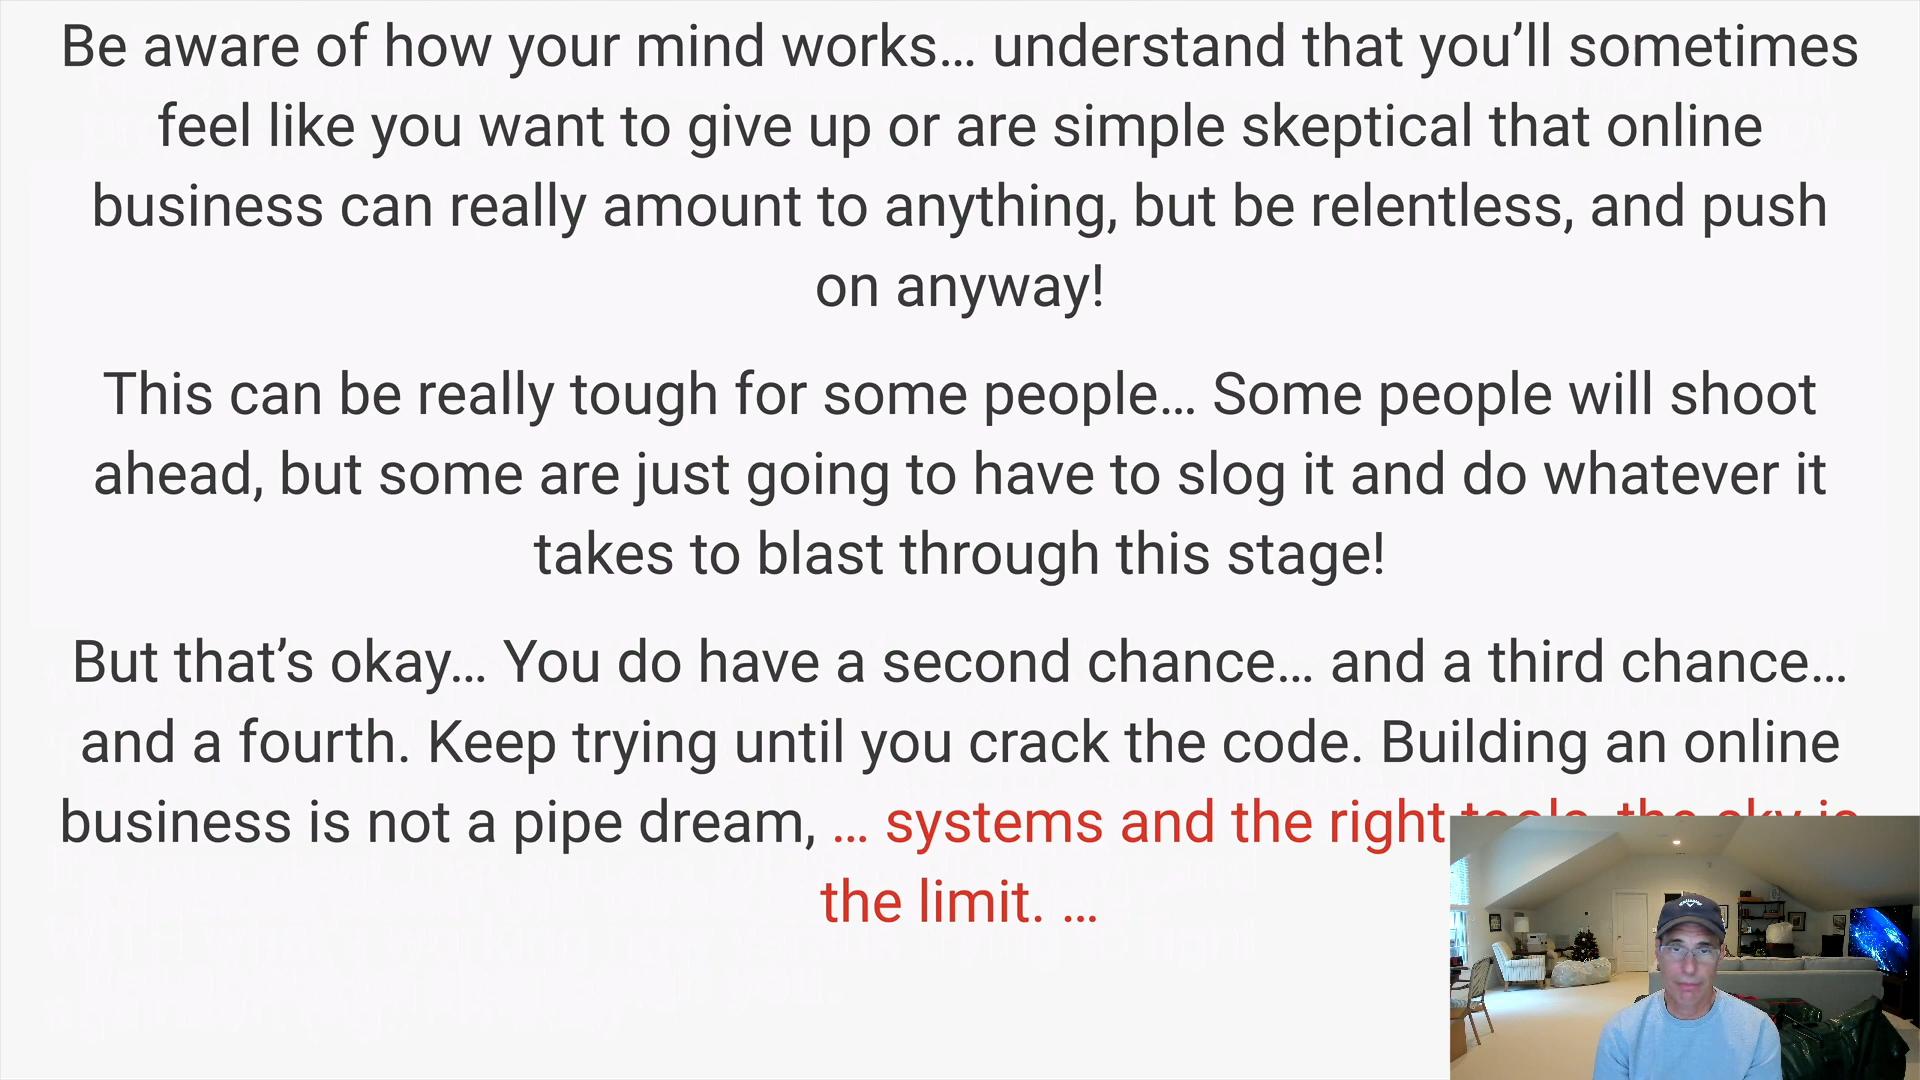 Be aware of how your mind works… understand that you’ll sometimes
feel like you want to give up or are simple skeptical that online
business can really amount to anything, but be relentless, and push
on anyway!
This can be really tough for some people… Some people will shoot
ahead, but some are just going to have to slog it and do whatever it
takes to blast through this stage!
But that’s okay… You do have a second chance… and a third chance…
and a fourth. Keep trying until you crack the code. Building an online
business is not a pipe dream, … systems and the right tools, the sky is
the limit. …